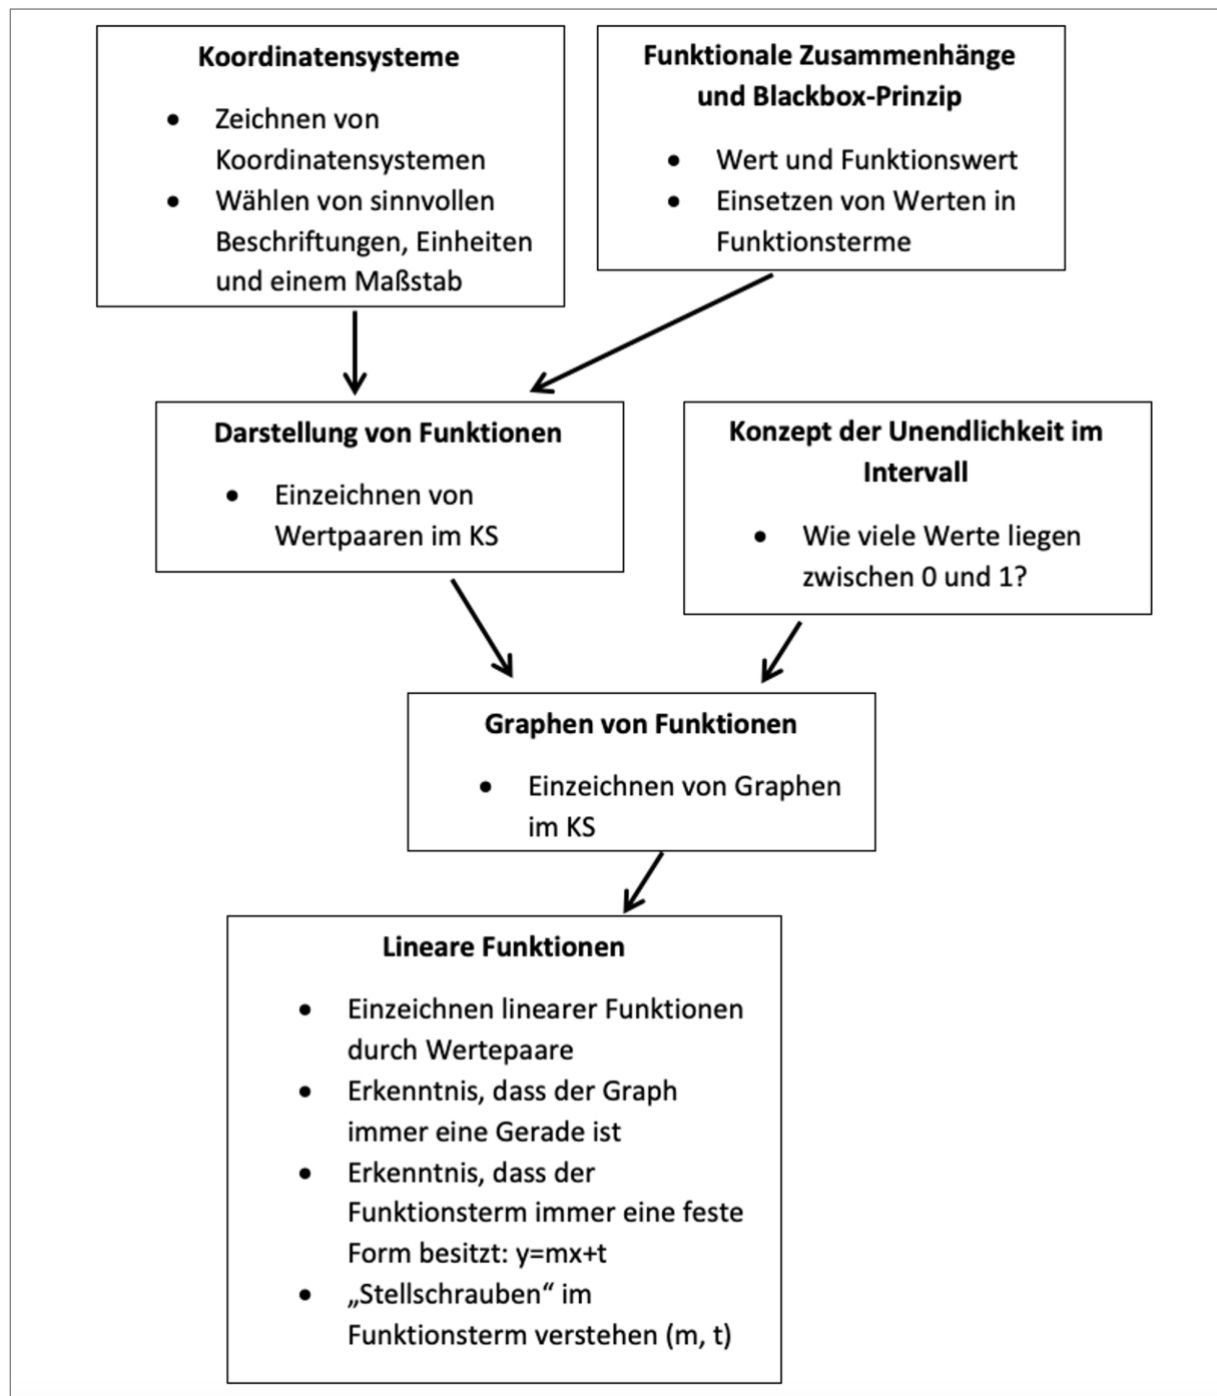 Koordinatensysteme
• Zeichnen von
Koordinatensystemen
• Wählen von sinnvollen
Beschriftungen, Einheiten
und einem Maßstab
Funktionale Zusammenhänge
und Blackbox-Prinzip
• Wert und Funktionswert
• Einsetzen von Werten in
Funktionsterme
Darstellung von Funktionen
• Einzeichnen von
Wertpaaren im KS
Konzept der Unendlichkeit im
Intervall
• Wie viele Werte liegen
zwischen 0 und 1?
Graphen von Funktionen
• Einzeichnen von Graphen
im KS
Lineare Funktionen
• Einzeichnen linearer Funktionen
durch Wertepaare
• Erkenntnis, dass der Graph
immer eine Gerade ist
• Erkenntnis, dass der
Funktionsterm immer eine feste
Form besitzt: y=mx+t
• „Stellschrauben“ im
Funktionsterm verstehen (m, t)